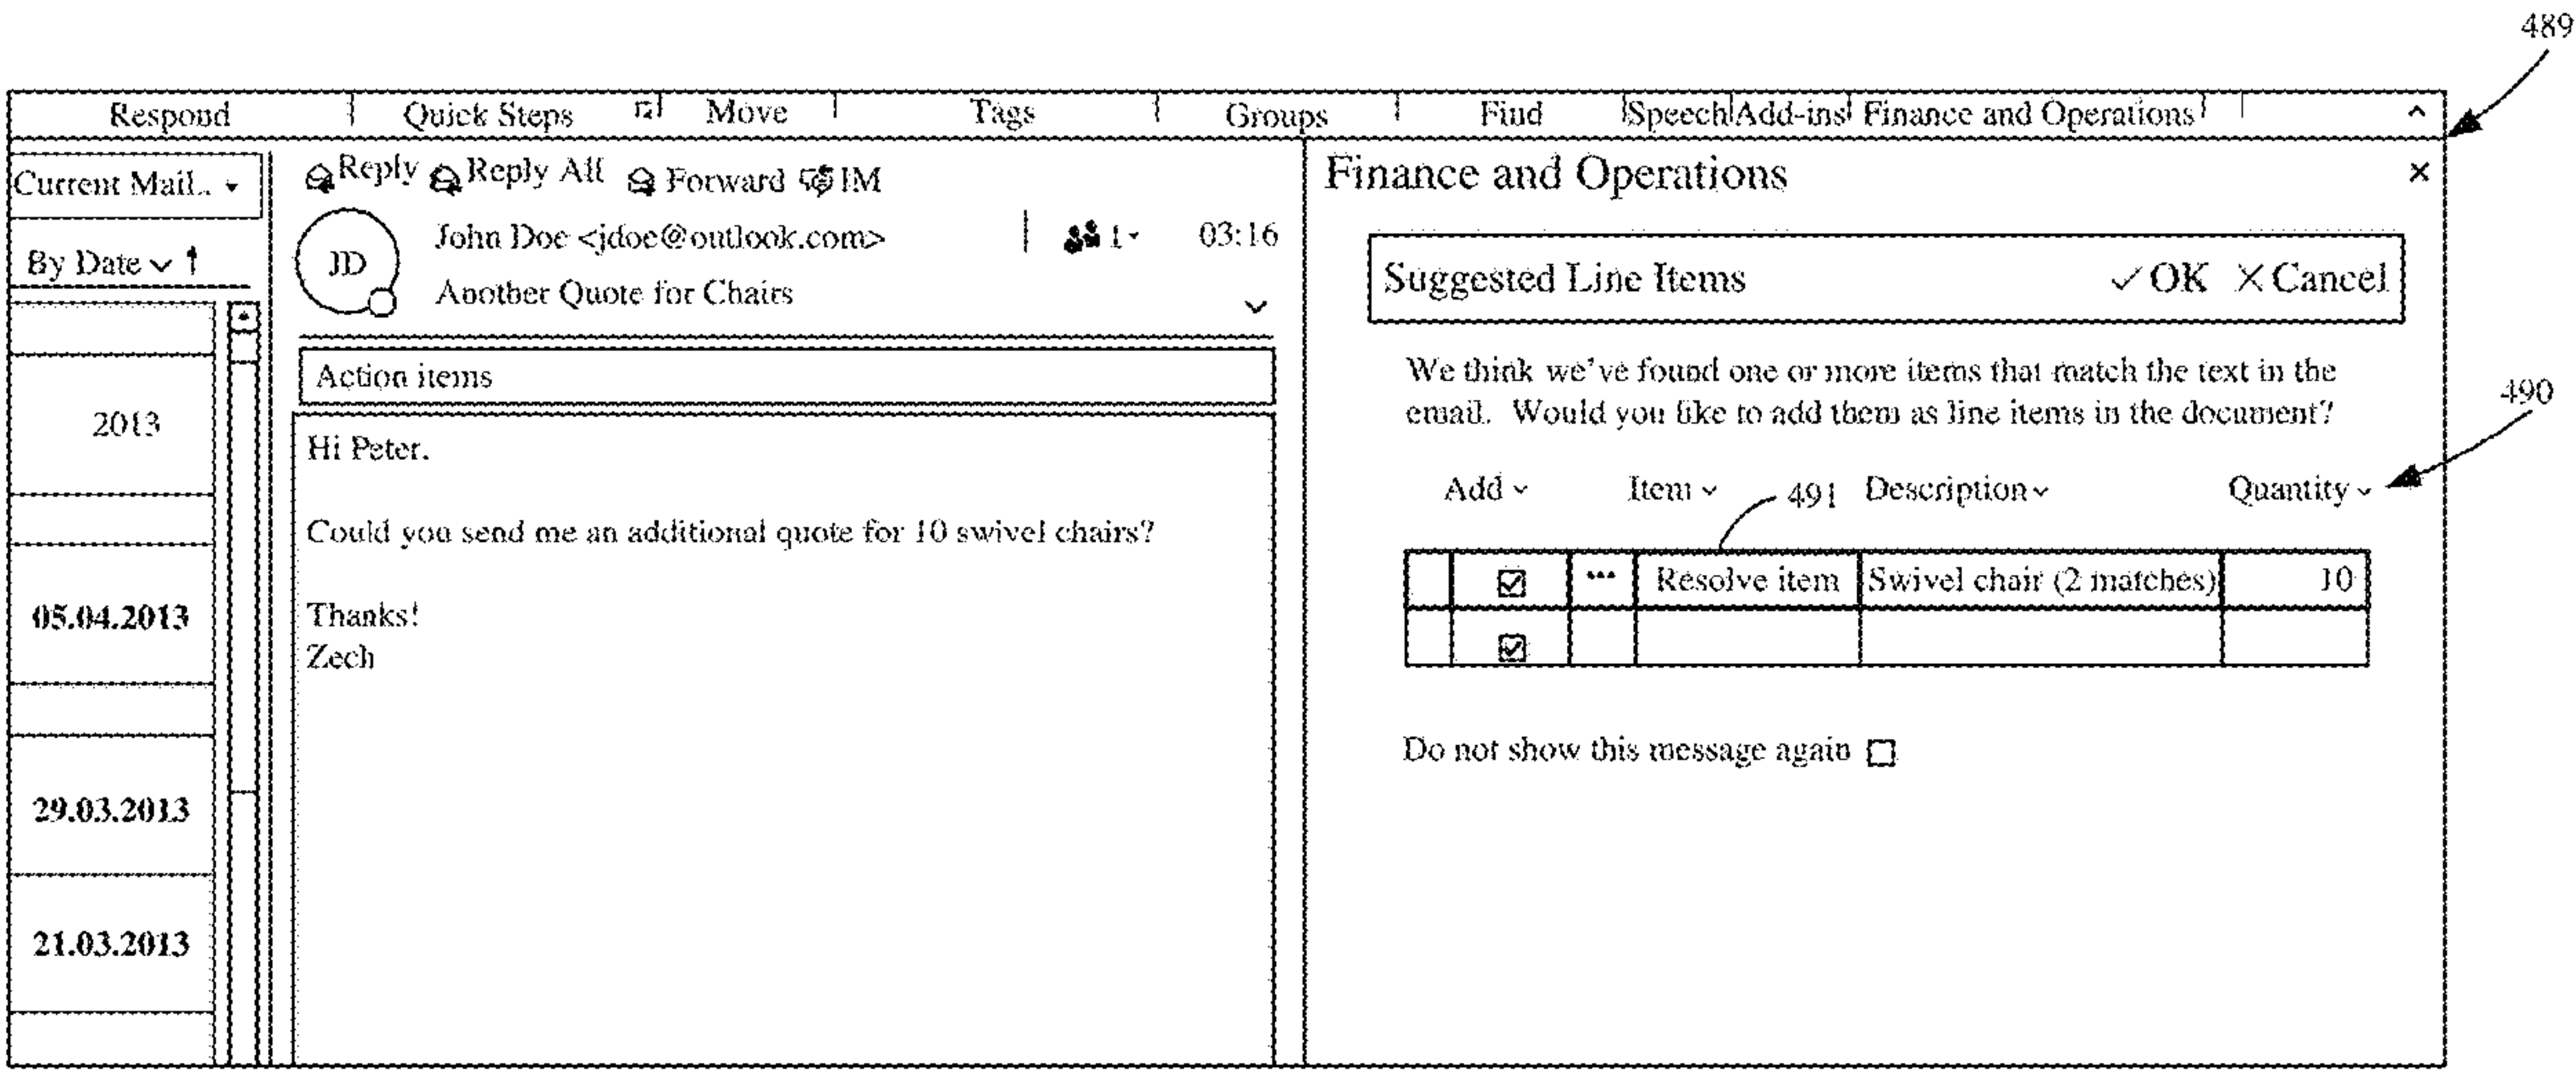 489
Respond Quick Steps Move Tags Groups Find Speech Add-ins Finance and Operations
Current Mail..
By Date
2013
05.04.2013
29.03.2013
21.03.2013
Reply Reply All Forward IM
JD
John Doe <jdoe@outlook.com> 1 03:16
Another Quote for Chairs
Action items
Hi Peter.
Could you send me an additional quote for 10 swivel chairs?
Thanks!
Zech
Finance and Operations
Suggested Line Items OK Cancel
We think we've found one or more items that match the text in the
email. Would you like to add them as line items in the document?
490
Add Item 491 Description Quantity
... Resolve item Swivel chair (2 matches) 10
Do not show this message again